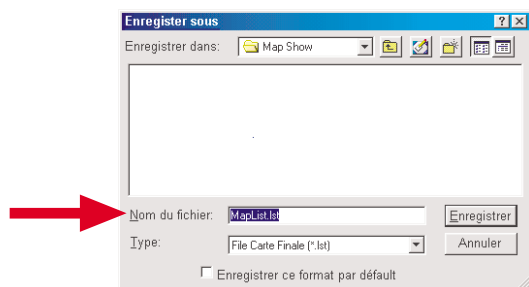 Enregister sous
Enregistrer dans: Map Show
Nom du fichier: MapList.lst Enregistrer
Type: File Carte Finale (*.lst) Annuler
Enregistrer ce format par défault